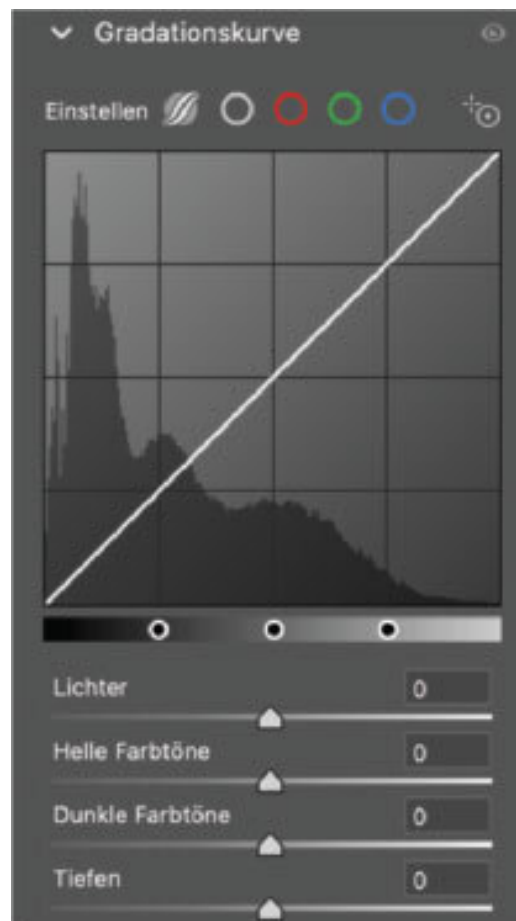 Gradationskurve
Einstellen
Lichter 0
Helle Farbtöne 0
Dunkle Farbtöne 0
Tiefen 0